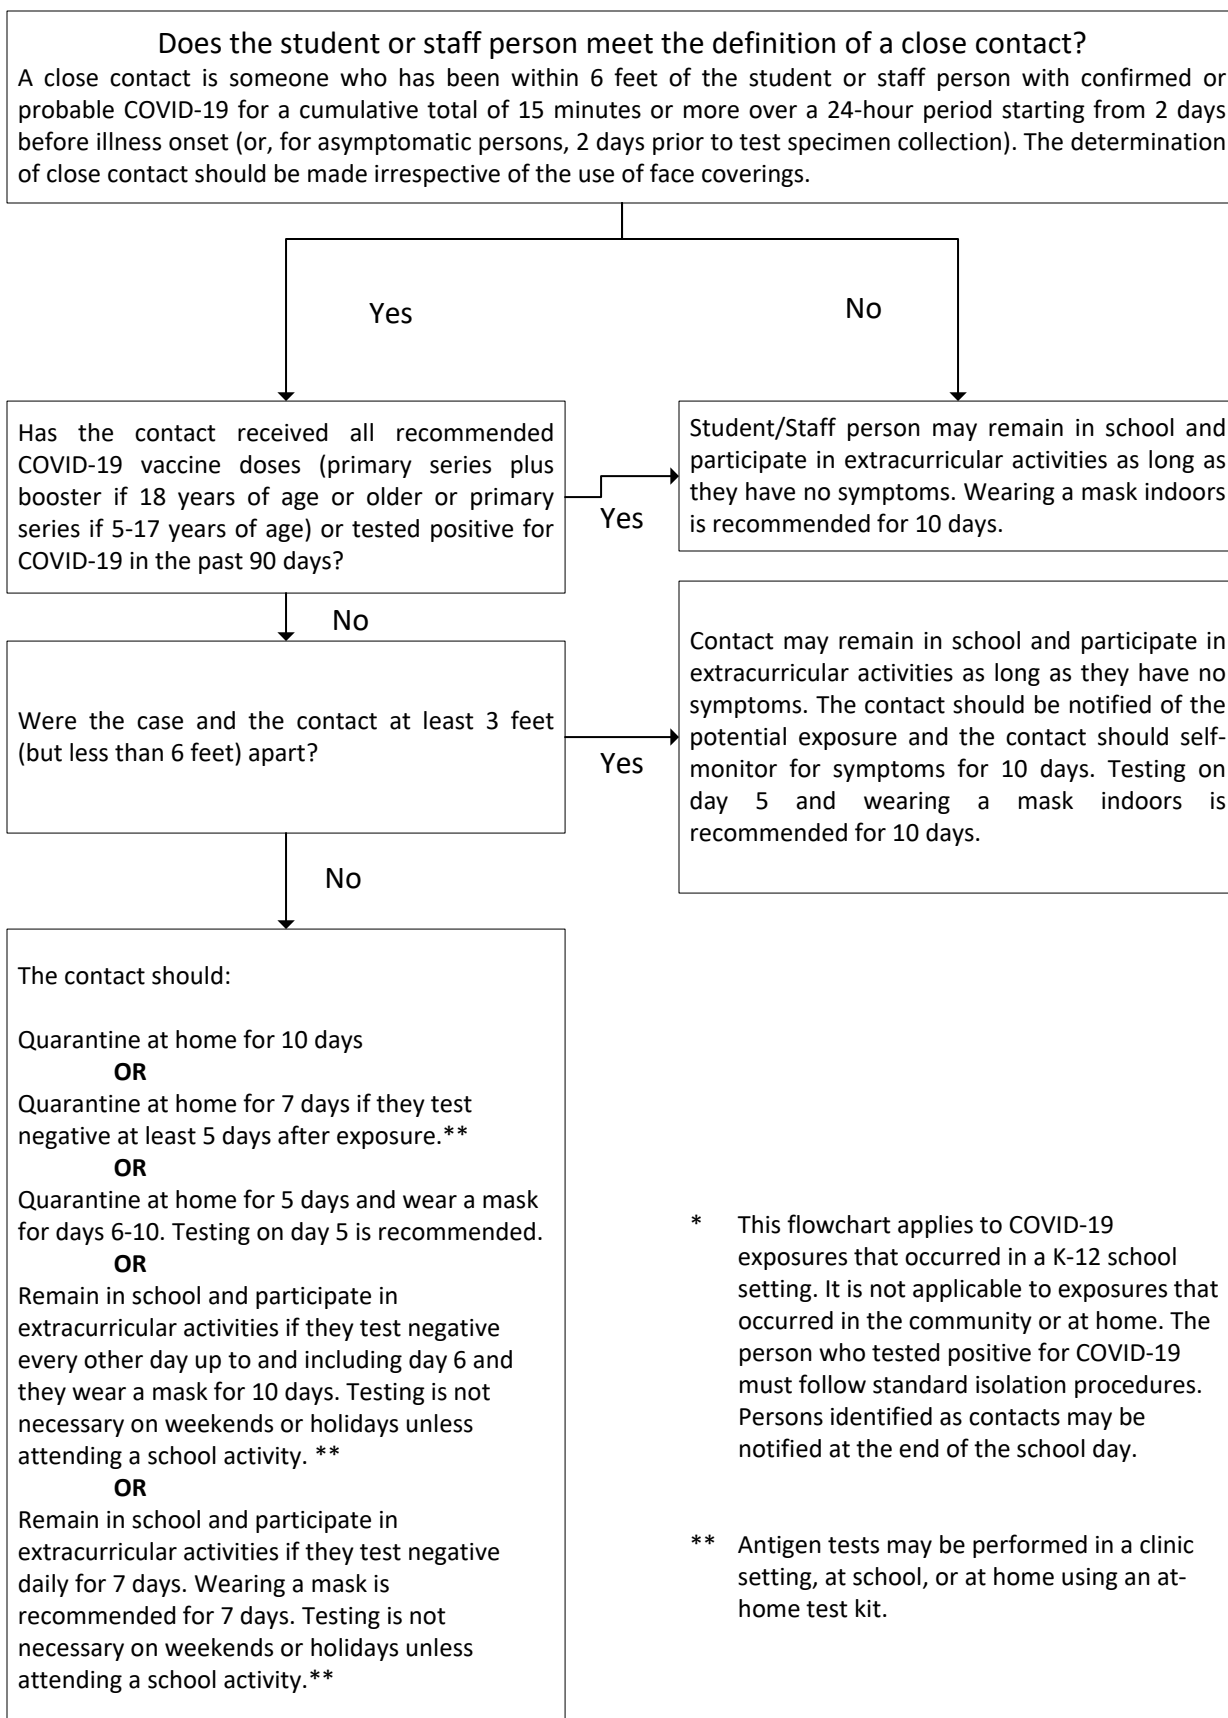 Does the student or staff person meet the definition of a close contact?
A close contact is someone who has been within 6 feet of the student or staff person with confirmed or
probable COVID-19 for a cumulative total of 15 minutes or more over a 24-hour period starting from 2 days
before illness onset (or, for asymptomatic persons, 2 days prior to test specimen collection). The determination
of close contact should be made irrespective of the use of face coverings.
Yes
No
Has the contact received all recommended
COVID-19 vaccine doses (primary series plus
booster if 18 years of age or older or primary
series if 5-17 years of age) or tested positive for
COVID-19 in the past 90 days?
Yes
Student/Staff person may remain in school and
participate in extracurricular activities as long as
they have no symptoms. Wearing a mask indoors
is recommended for 10 days.
No
Were the case and the contact at least 3 feet
(but less than 6 feet) apart?
Yes
Contact may remain in school and participate in
extracurricular activities as long as they have no
symptoms. The contact should be notified of the
potential exposure and the contact should self-
monitor for symptoms for 10 days. Testing on
day 5 and wearing a mask indoors is
recommended for 10 days.
No
The contact should:
Quarantine at home for 10 days
OR
Quarantine at home for 7 days if they test
negative at least 5 days after exposure.**
OR
Quarantine at home for 5 days and wear a mask
for days 6-10. Testing on day 5 is recommended.
OR
Remain in school and participate in
extracurricular activities if they test negative
every other day up to and including day 6 and
they wear a mask for 10 days. Testing is not
necessary on weekends or holidays unless
attending a school activity. **
OR
Remain in school and participate in
extracurricular activities if they test negative
daily for 7 days. Wearing a mask is
recommended for 7 days. Testing is not
necessary on weekends or holidays unless
attending a school activity.**
* This flowchart applies to COVID-19
exposures that occurred in a K-12 school
setting. It is not applicable to exposures that
occurred in the community or at home. The
person who tested positive for COVID-19
must follow standard isolation procedures.
Persons identified as contacts may be
notified at the end of the school day.
** Antigen tests may be performed in a clinic
setting, at school, or at home using an at-
home test kit.